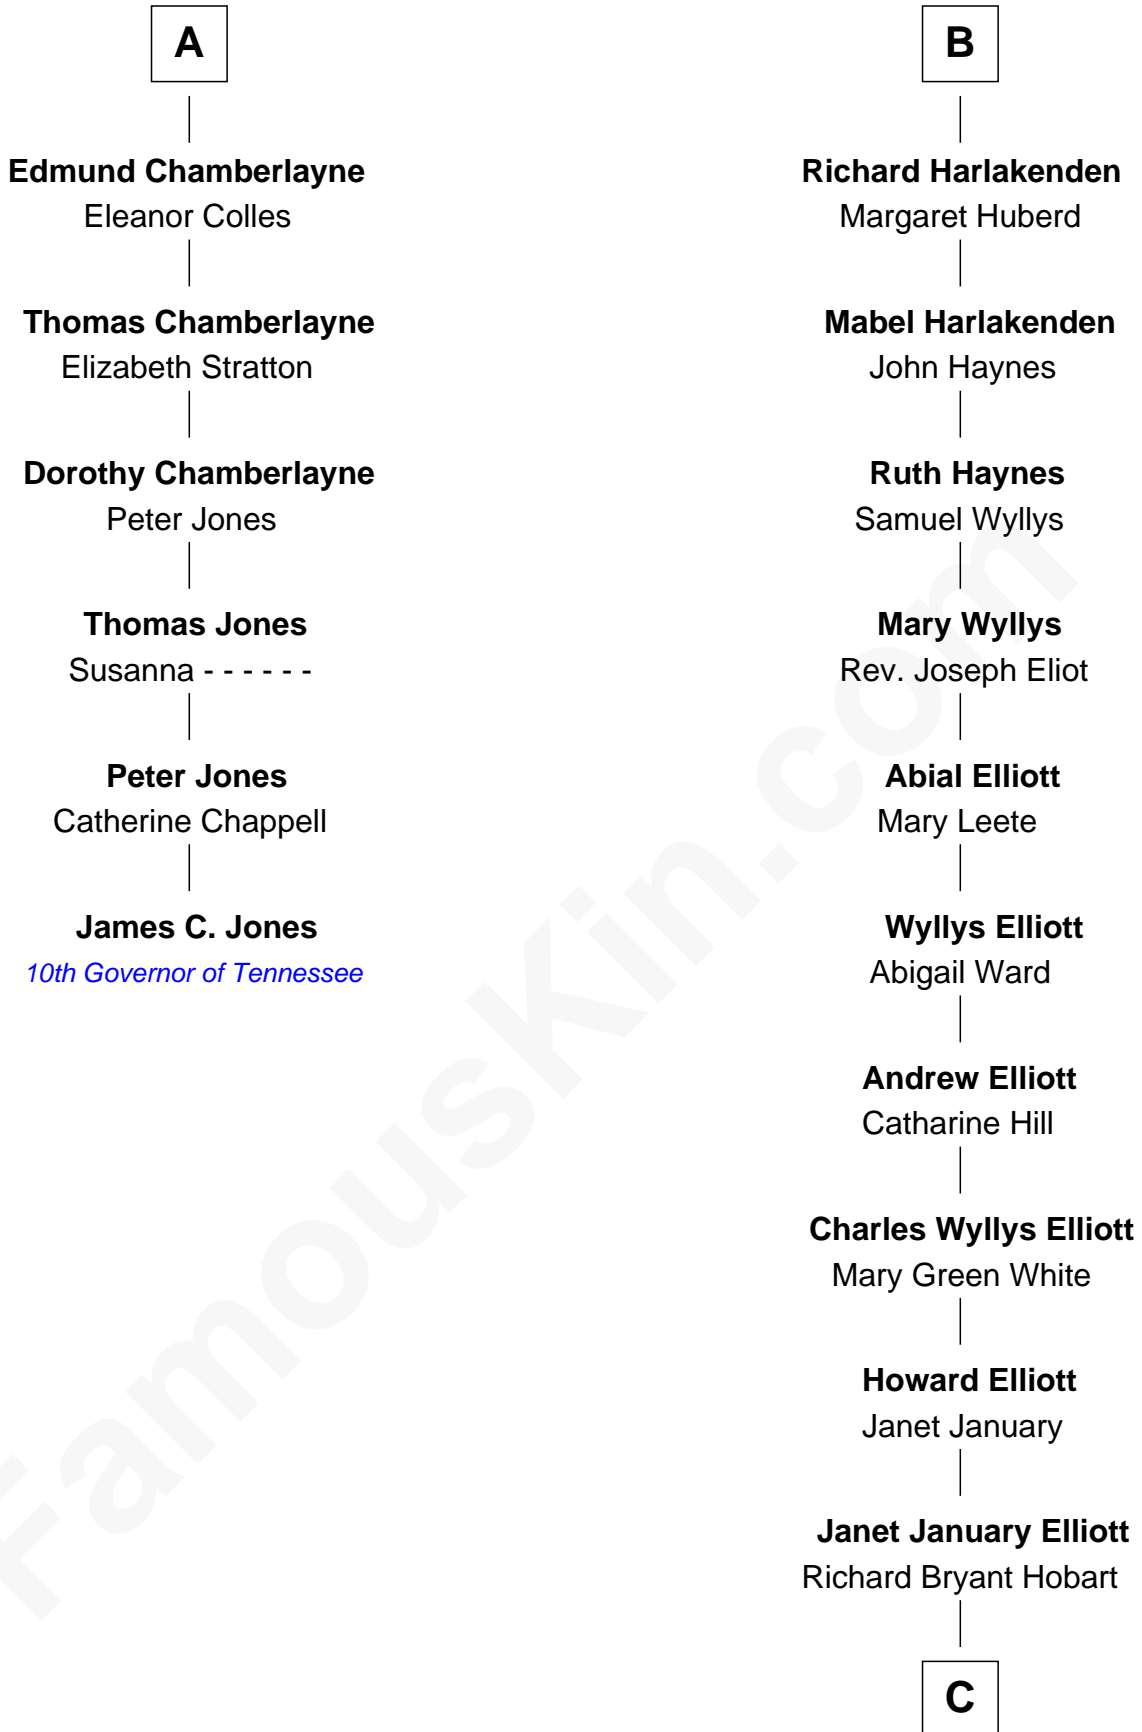 A
Edmund Chamberlayne
Eleanor Colles
Thomas Chamberlayne
Elizabeth Stratton
Dorothy Chamberlayne
Peter Jones
Thomas Jones
Susanna - - - - - -
Peter Jones
Catherine Chappell
James C. Jones
10th Governor of Tennessee
B
Richard Harlakenden
Margaret Huberd
Mabel Harlakenden
John Haynes
Ruth Haynes
Samuel Wyllys
Mary Wyllys
Rev. Joseph Eliot
Abial Elliott
Mary Leete
Wyllys Elliott
Abigail Ward
Andrew Elliott
Catharine Hill
Charles Wyllys Elliott
Mary Green White
Howard Elliott
Janet January
Janet January Elliott
Richard Bryant Hobart
C
FamousKin.com